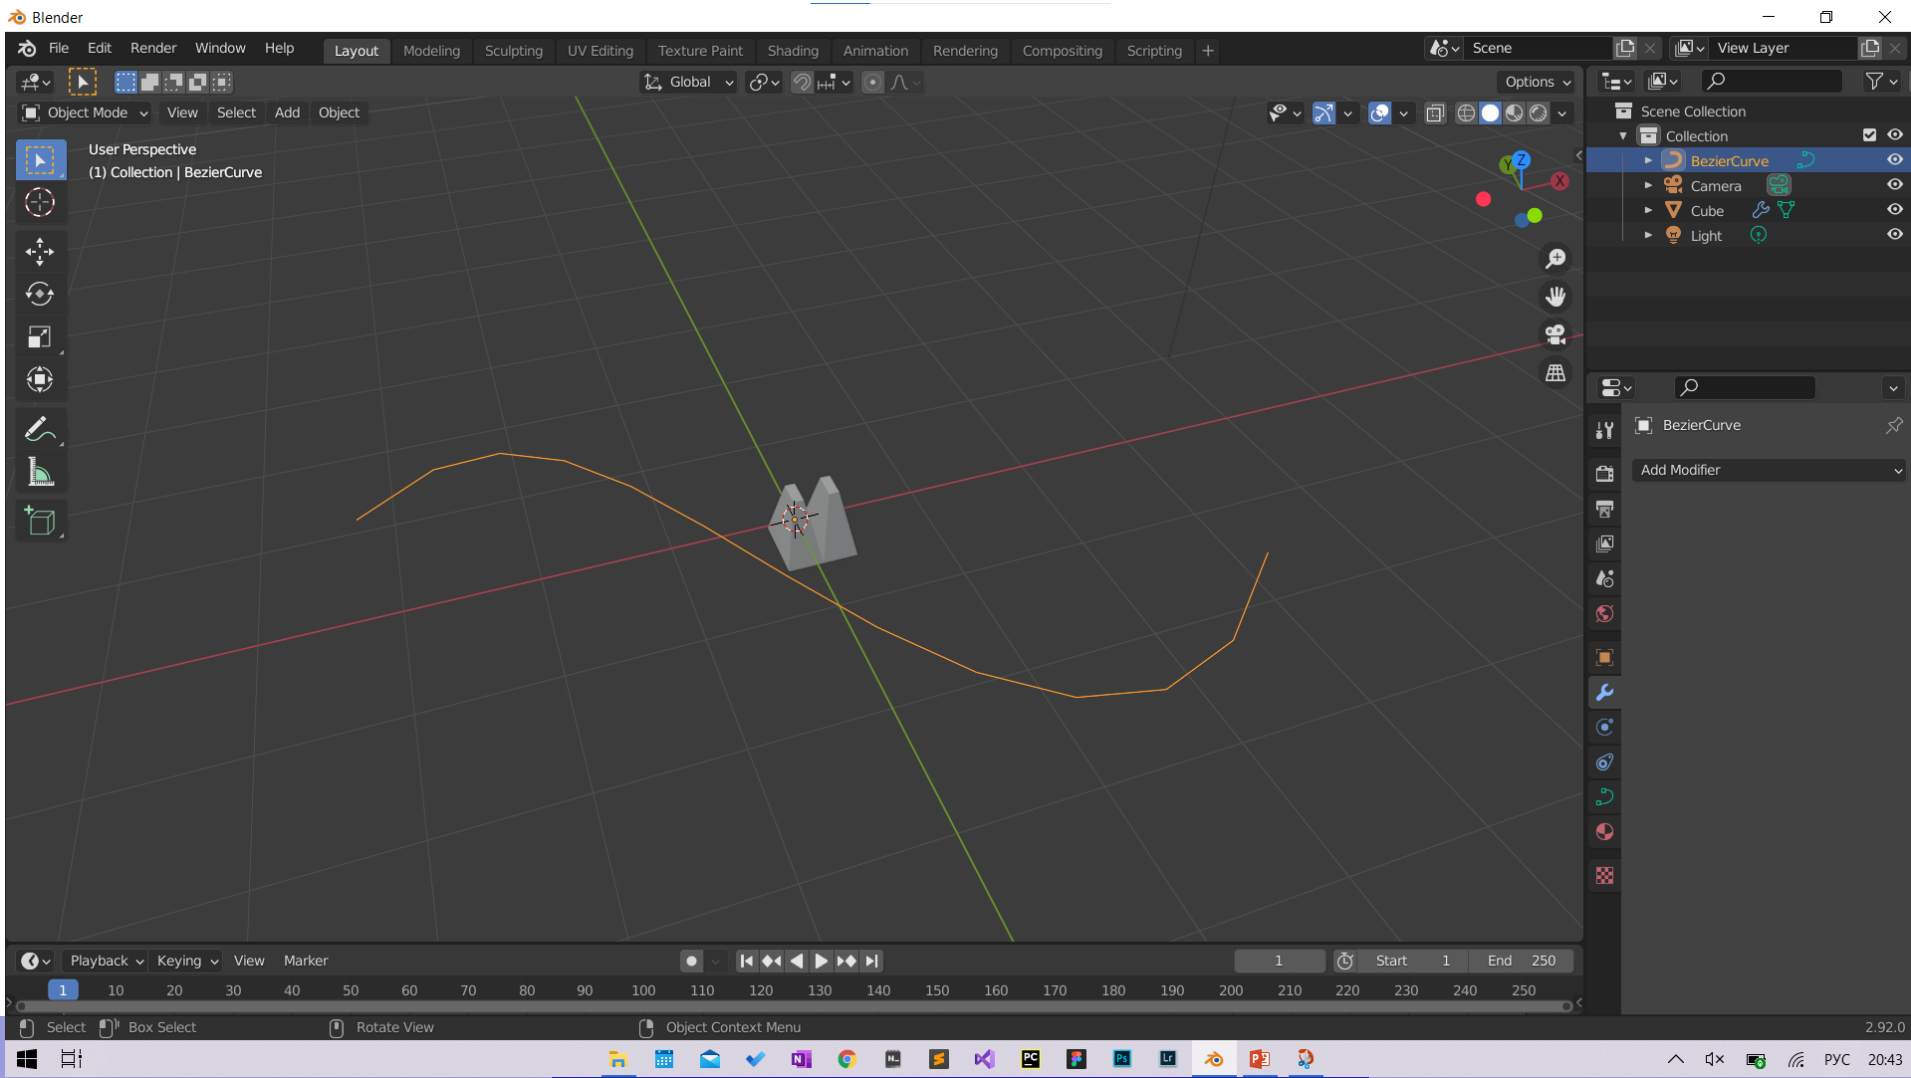 Blender
File Edit Render Window Help Layout Modeling Sculpting UV Editing Texture Paint Shading Animation Rendering Compositing Scripting + Scene View Layer
Global Options
Object Mode View Select Add Object
Scene Collection
Collection
User Perspective
(1) Collection | BezierCurve
BezierCurve
Camera
Cube
Light
Z
Y
X
BezierCurve
Add Modifier
Playback Keying View Marker 1 Start 1 End 250
1 10 20 30 40 50 60 70 80 90 100 110 120 130 140 150 160 170 180 190 200 210 220 230 240 250
Select Box Select Rotate View Object Context Menu 2.92.0
PC Ps Lr РУС 20:43